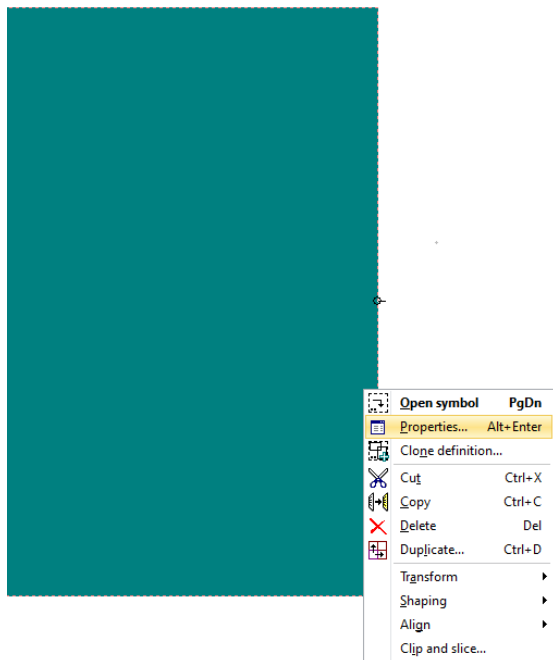 Open symbol PgDn
Properties... Alt+Enter
Clone definition...
Cut Ctrl+X
Copy Ctrl+C
Delete Del
Duplicate... Ctrl+D
Transform
Shaping
Align
Clip and slice...